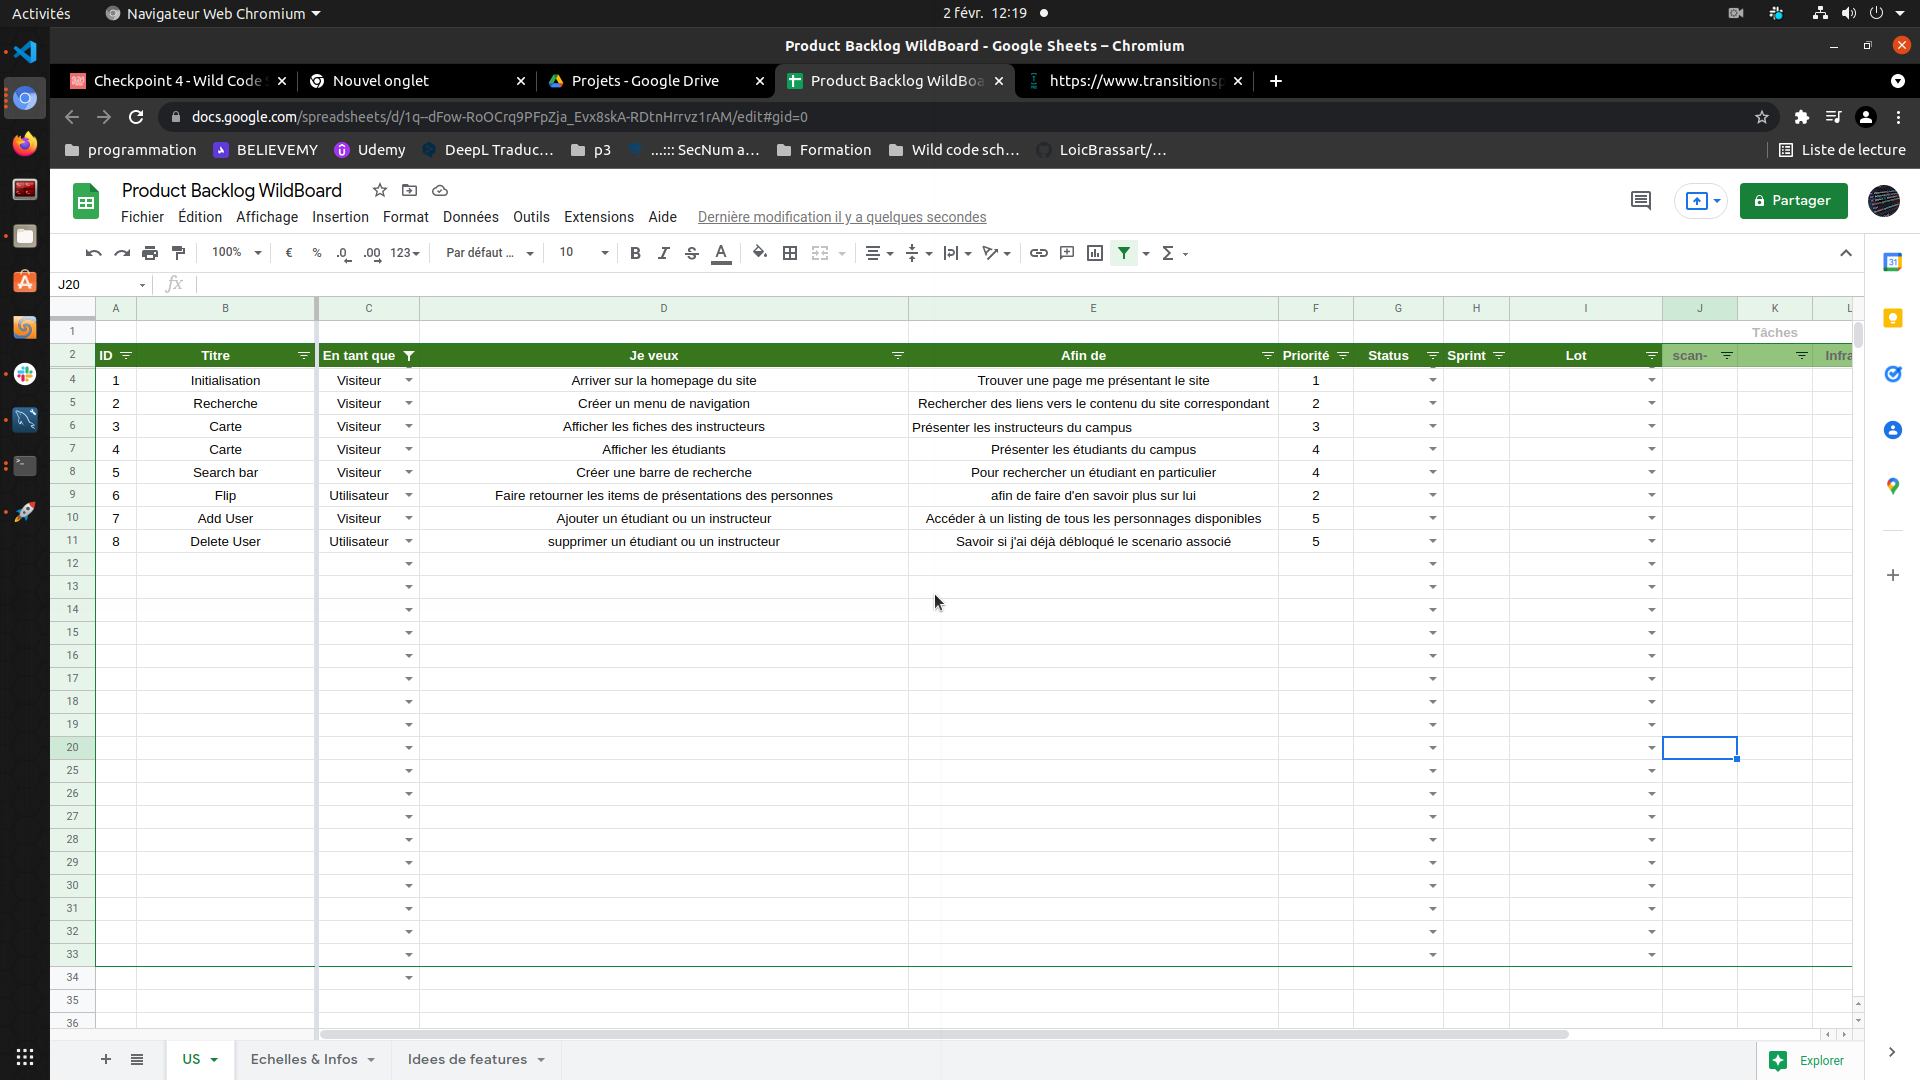 Activités Navigateur Web Chromium 2 févr. 12:19
Product Backlog WildBoard - Google Sheets – Chromium
Checkpoint 4 - Wild Code Nouvel onglet Projets - Google Drive Product Backlog WildBoa https://www.transitionsp
docs.google.com/spreadsheets/d/1q--dFow-RoOCrq9PFpZja_Evx8skA-RDtnHrrvz1rAM/edit#gid=0
programmation BELIEVEMY Udemy DeepL Traduc... p3 ...::: SecNum a... Formation Wild code sch... LoicBrassart/... Liste de lecture
Product Backlog WildBoard
Fichier Édition Affichage Insertion Format Données Outils Extensions Aide Dernière modification il y a quelques secondes
Partager
100% € % .0 .00 123 Par défaut ... 10 B I S A Σ
31
J20 fx
A B C D E F G H I J K L
1 Tâches
2 ID Titre En tant que Je veux Afin de Priorité Status Sprint Lot scan- Infra
4 1 Initialisation Visiteur Arriver sur la homepage du site Trouver une page me présentant le site 1
5 2 Recherche Visiteur Créer un menu de navigation Rechercher des liens vers le contenu du site correspondant 2
6 3 Carte Visiteur Afficher les fiches des instructeurs Présenter les instructeurs du campus 3
7 4 Carte Visiteur Afficher les étudiants Présenter les étudiants du campus 4
8 5 Search bar Visiteur Créer une barre de recherche Pour rechercher un étudiant en particulier 4
9 6 Flip Utilisateur Faire retourner les items de présentations des personnes afin de faire d'en savoir plus sur lui 2
10 7 Add User Visiteur Ajouter un étudiant ou un instructeur Accéder à un listing de tous les personnages disponibles 5
11 8 Delete User Utilisateur supprimer un étudiant ou un instructeur Savoir si j'ai déjà débloqué le scenario associé 5
12
13
14
15
16
17
18
19
20
25
26
27
28
29
30
31
32
33
34
35
36
US Echelles & Infos Idees de features Explorer